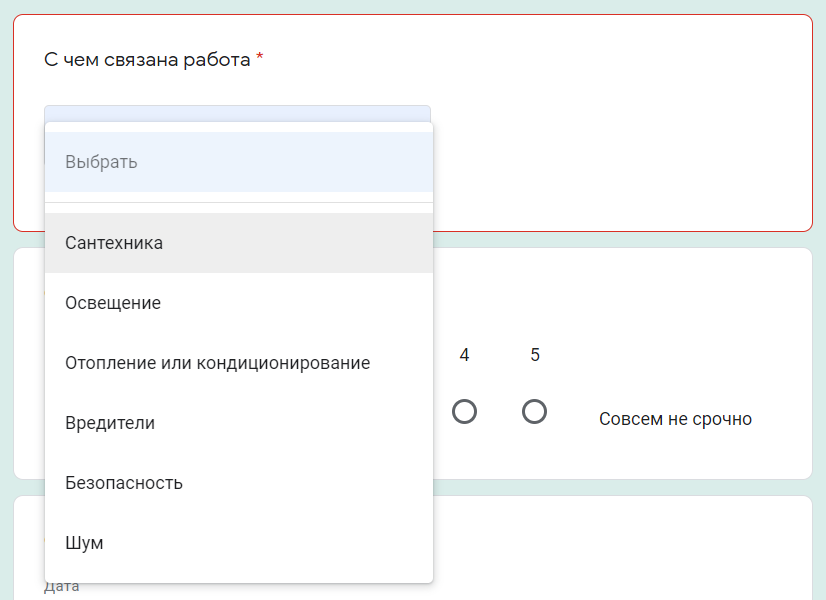 С чем связана работа *
Выбрать
Сантехника
Освещение
Отопление или кондиционирование
4 5
Вредители
Совсем не срочно
Безопасность
Шум
Дата